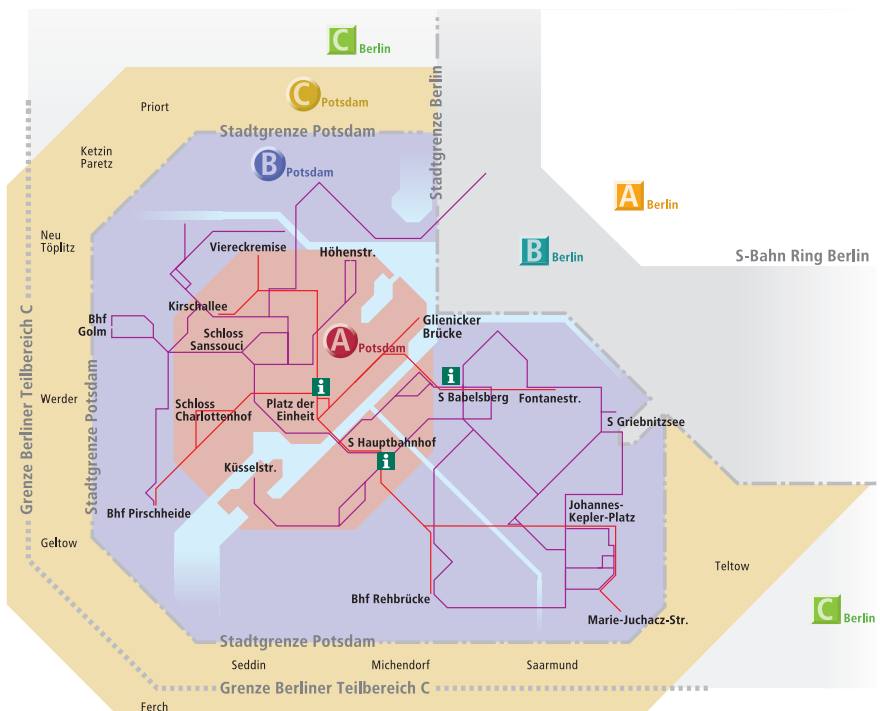 C Berlin
C Potsdam
Priort
Stadtgrenze Potsdam
Stadtgrenze Berlin
Ketzin
Paretz
B Potsdam
A Berlin
Neu
Töplitz
Viereckremise
Höhenstr.
B Berlin
S-Bahn Ring Berlin
Kirschallee
Bhf
Golm
Schloss
Sanssouci
A Potsdam
Glienicker
Brücke
Grenze Berliner Teilbereich C
Stadtgrenze Potsdam
Werder
Schloss
Charlottenhof
i
Platz der
Einheit
i
S Babelsberg
Fontanestr.
S Griebnitzsee
S Hauptbahnhof
i
Küsselstr.
Bhf Pirschheide
Johannes-
Kepler-Platz
Geltow
Teltow
Bhf Rehbrücke
Marie-Juchacz-Str.
C Berlin
Stadtgrenze Potsdam
Seddin
Michendorf
Saarmund
Grenze Berliner Teilbereich C
Ferch